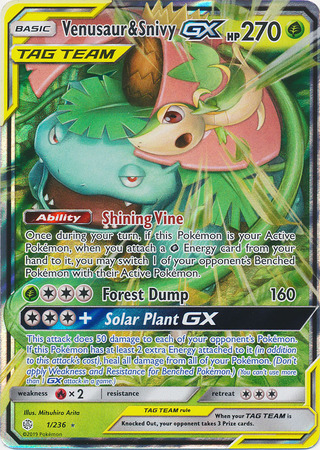 BASIC Venusaur&Snivy GX HP270
TAG TEAM
Ability Shining Vine
Once during your turn, if this Pokémon is your Active
Pokémon, when you attach a Energy card from your
hand to it, you may switch 1 of your opponent's Benched
Pokémon with their Active Pokémon.
Forest Dump 160
+ Solar Plant GX
This attack does 50 damage to each of your opponent's Pokémon.
If this Pokémon has at least 2 extra Energy attached to it (in addition
to this attack's cost), heal all damage from all of your Pokémon. (Don't
apply Weakness and Resistance for Benched Pokémon.) (You can't use more
than 1 GX attack in a game.)
weakness ×2 resistance retreat
Illus. Mitsuhiro Arita
1/236
©2019 Pokémon
TAG TEAM rule
When your TAG TEAM is
Knocked Out, your opponent takes 3 Prize cards.